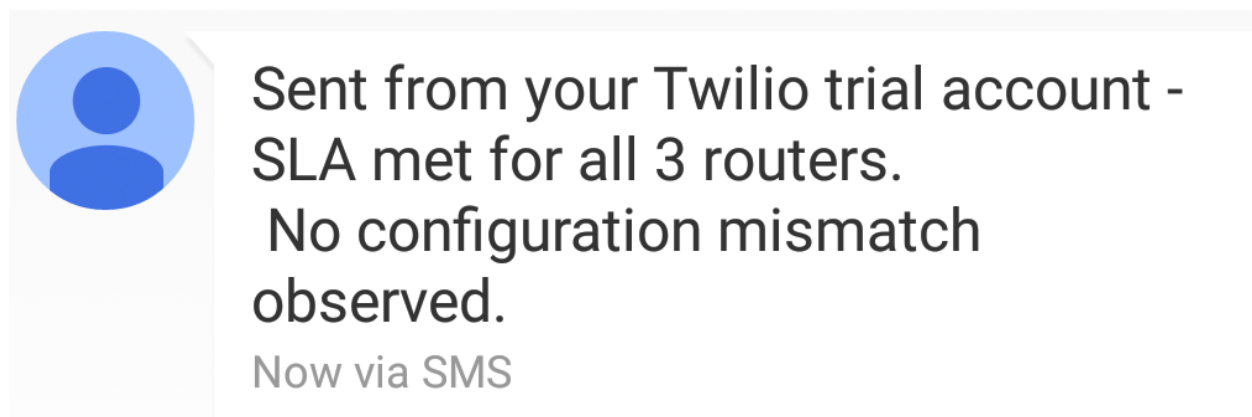 Sent from your Twilio trial account -
SLA met for all 3 routers.
No configuration mismatch
observed.
Now via SMS